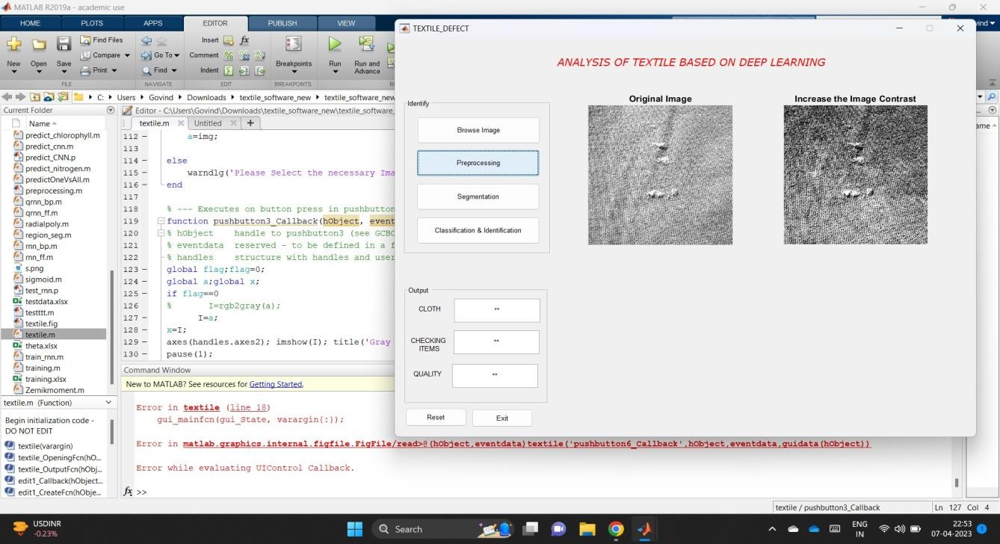 MATLAB R2019a - academic use
HOME PLOTS APPS EDITOR PUBLISH VIEW
New Open Save
Find Files
Compare
Print
FILE
Go To
Find
NAVIGATE
Insert fx
Comment
Indent
EDIT
Breakpoints
BREAKPOINTS
Run
Run and Advance
C: Users Govind Downloads textile_software_new textile_software_new
Current Folder
Name
predict_chlorophyll.m
predict_cnn.m
predict_CNN.p
predict_nitrogen.m
predictOneVsAll.m
preprocessing.m
qrnn_bp.m
qrnn_ff.m
radialpoly.m
region_seg.m
rnn_bp.m
rnn_ff.m
s.png
sigmoid.m
test_rnn.p
testdata.xlsx
testttt.m
textile.fig
textile.m
theta.xlsx
train_rnn.m
training.m
training.xlsx
Zernikmoment.m
textile.m (Function)
Begin initialization code -
DO NOT EDIT
textile(varargin)
textile_OpeningFcn(hO...
textile_OutputFcn(hObj...
edit1_Callback(hObject...
edit1_CreateFcn(hObje...
Editor - C:\Users\Govind\Downloads\textile_software_new\textile_software_
textile.m Untitled +
112 – a=img;
113
114 – else
115 – warndlg('Please Select the necessary Ima
116 – end
117
118 % --- Executes on button press in pushbutton
119 function pushbutton3_Callback(hObject, event
120 % hObject    handle to pushbutton3 (see GCBO
121 % eventdata  reserved - to be defined in a f
122 % handles    structure with handles and user
123 – global flag;flag=0;
124 – global a;global x;
125 – if flag==0
126 %       I=rgb2gray(a);
127 – I=a;
128 – x=I;
129 – axes(handles.axes2); imshow(I); title('Gray
130 – pause(1);
Command Window
New to MATLAB? See resources for Getting Started.
Error in textile (line 18)
gui_mainfcn(gui_State, varargin{:});
Error in matlab.graphics.internal.figfile.FigFile/read>@(hObject,eventdata)textile('pushbutton6_Callback',hObject,eventdata,guidata(hObject))
Error while evaluating UIControl Callback.
fx >>
TEXTILE_DEFECT
ANALYSIS OF TEXTILE BASED ON DEEP LEARNING
Identify
Browse Image
Preprocessing
Segmentation
Classification & Identification
Original Image
Increase the Image Contrast
Output
CLOTH **
CHECKING
ITEMS **
QUALITY **
Reset Exit
textile / pushbutton3_Callback Ln 127 Col 4
USDINR
-0.23%
Search
ENG
IN
22:53
07-04-2023
1